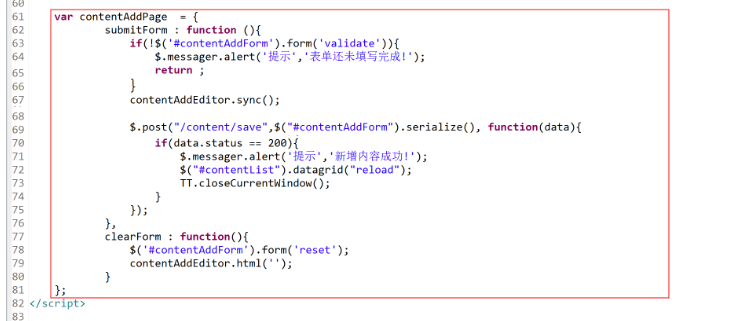 60
61 var contentAddPage  = {
62 submitForm : function (){
63 if(!$('#contentAddForm').form('validate')){
64 $.messager.alert('提示','表单还未填写完成!');
65 return ;
66 }
67 contentAddEditor.sync();
68
69 $.post("/content/save",$("#contentAddForm").serialize(), function(data){
70 if(data.status == 200){
71 $.messager.alert('提示','新增内容成功!');
72 $("#contentList").datagrid("reload");
73 TT.closeCurrentWindow();
74 }
75 });
76 },
77 clearForm : function(){
78 $('#contentAddForm').form('reset');
79 contentAddEditor.html('');
80 }
81 };
82 </script>
83